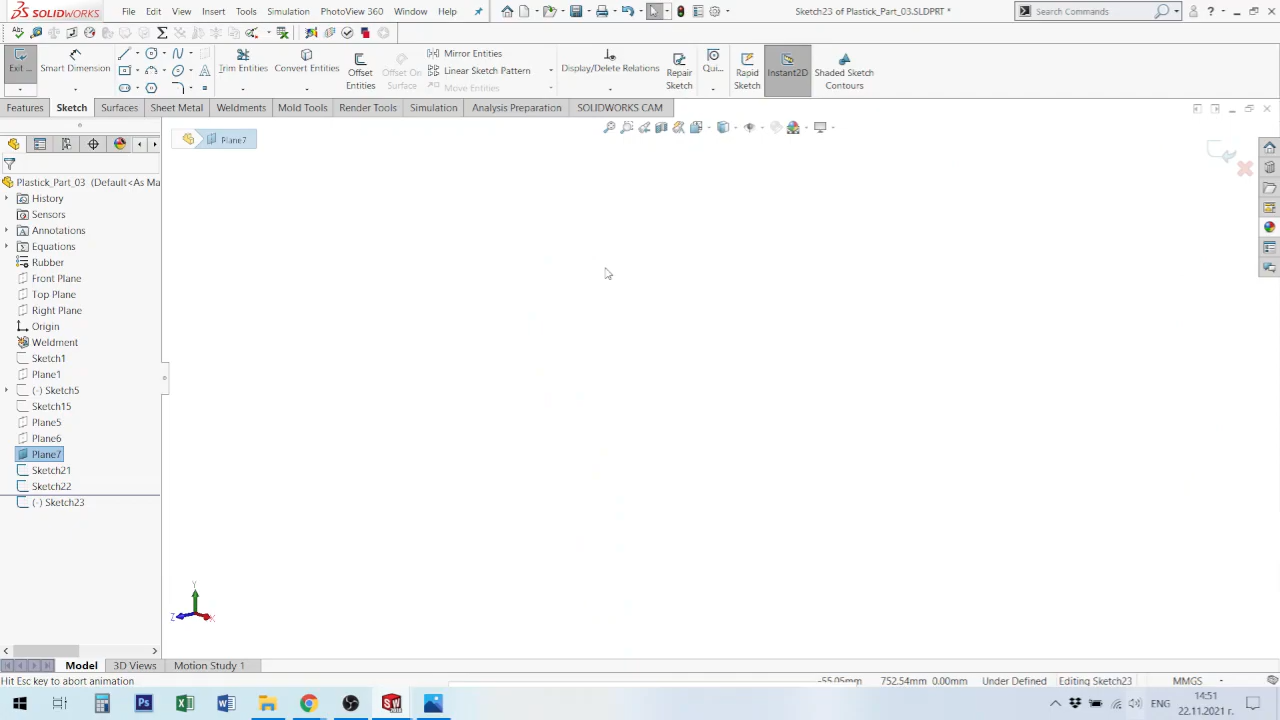 SOLIDWORKS File Edit View Insert Tools Simulation PhotoView 360 Window Help Sketch23 of Plastick_Part_03.SLDPRT * Search Commands
Exit ... Smart Dimension Trim Entities Convert Entities Offset Entities Offset On Surface Mirror Entities Linear Sketch Pattern Move Entities Display/Delete Relations Repair Sketch Qui... Rapid Sketch Instant2D Shaded Sketch Contours
Features Sketch Surfaces Sheet Metal Weldments Mold Tools Render Tools Simulation Analysis Preparation SOLIDWORKS CAM
Plane7
Plastick_Part_03 (Default<As Ma
History
Sensors
Annotations
Equations
Rubber
Front Plane
Top Plane
Right Plane
Origin
Weldment
Sketch1
Plane1
(-) Sketch5
Sketch15
Plane5
Plane6
Plane7
Sketch21
Sketch22
(-) Sketch23
Y
Z X
Model 3D Views Motion Study 1
Hit Esc key to abort animation -55.05mm 752.54mm 0.00mm Under Defined Editing Sketch23 MMGS
ENG 14:51
22.11.2021 г.